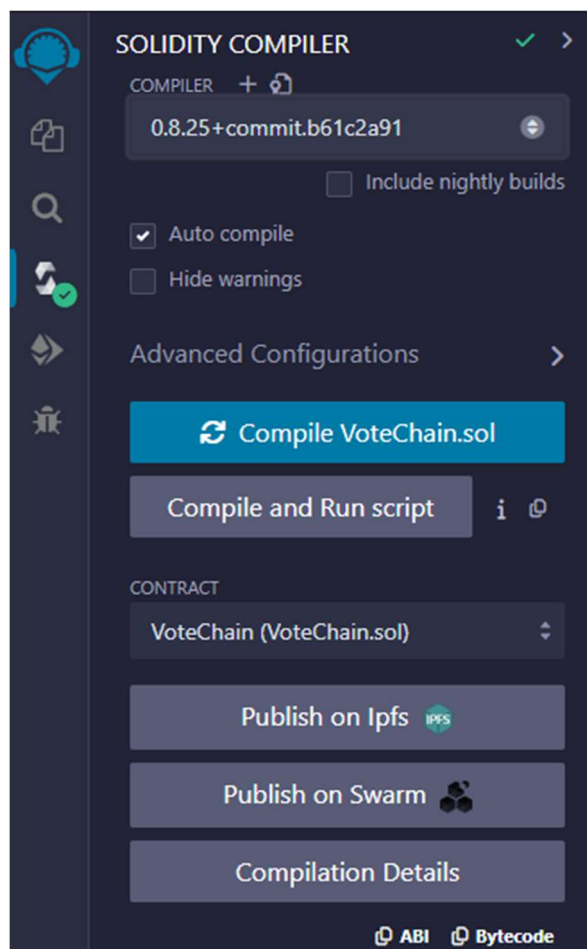 SOLIDITY COMPILER
COMPILER
0.8.25+commit.b61c2a91
Include nightly builds
Auto compile
Hide warnings
Advanced Configurations
Compile VoteChain.sol
Compile and Run script
CONTRACT
VoteChain (VoteChain.sol)
Publish on Ipfs IPFS
Publish on Swarm
Compilation Details
ABI Bytecode